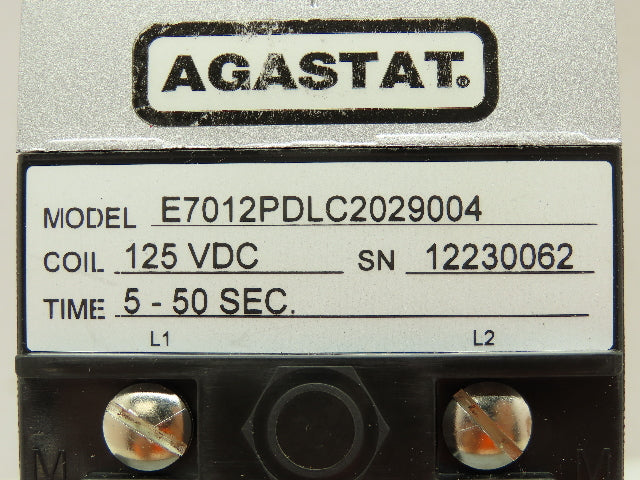 AGASTAT®
MODEL E7012PDLC2029004
COIL 125 VDC SN 12230062
TIME 5 - 50 SEC.
L1 L2
M M